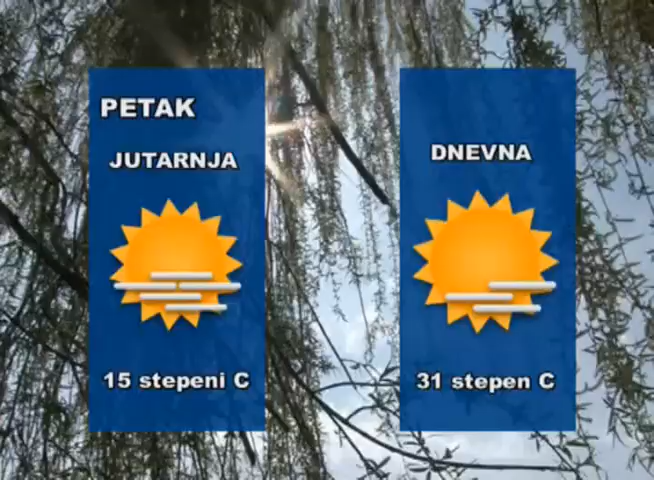 PETAK
JUTARNJA
15 stepeni C
DNEVNA
31 stepen C